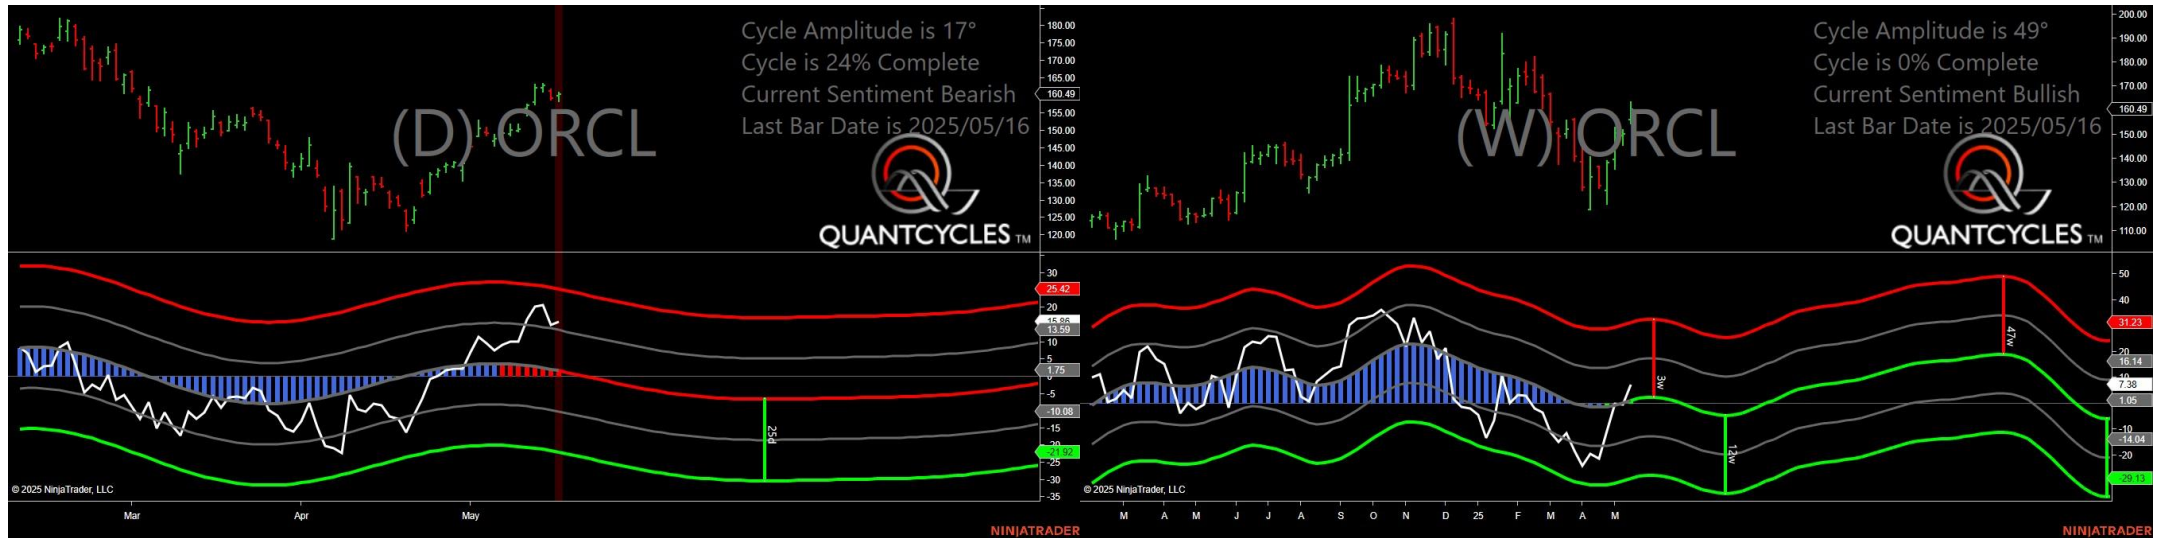 Cycle Amplitude is 17°
Cycle is 24% Complete
Current Sentiment Bearish
Last Bar Date is 2025/05/16
(D) ORCL
QUANTCYCLES TM
180.00
175.00
170.00
165.00
160.49
155.00
150.00
145.00
140.00
135.00
130.00
125.00
120.00
30
25.42
20
15.86
13.59
10
5
1.75
0
-5
-10.08
-15
-20
-21.92
-25
-30
-35
25d
© 2025 NinjaTrader, LLC
Mar
Apr
May
NINJATRADER
Cycle Amplitude is 49°
Cycle is 0% Complete
Current Sentiment Bullish
Last Bar Date is 2025/05/16
(W) ORCL
QUANTCYCLES TM
200.00
190.00
180.00
170.00
160.49
150.00
140.00
130.00
120.00
110.00
50
40
31.23
20
16.14
10
7.38
1.05
-10
-14.04
-20
-29.13
3w
12w
47w
© 2025 NinjaTrader, LLC
M A M J J A S O N D 25 F M A M
NINJATRADER